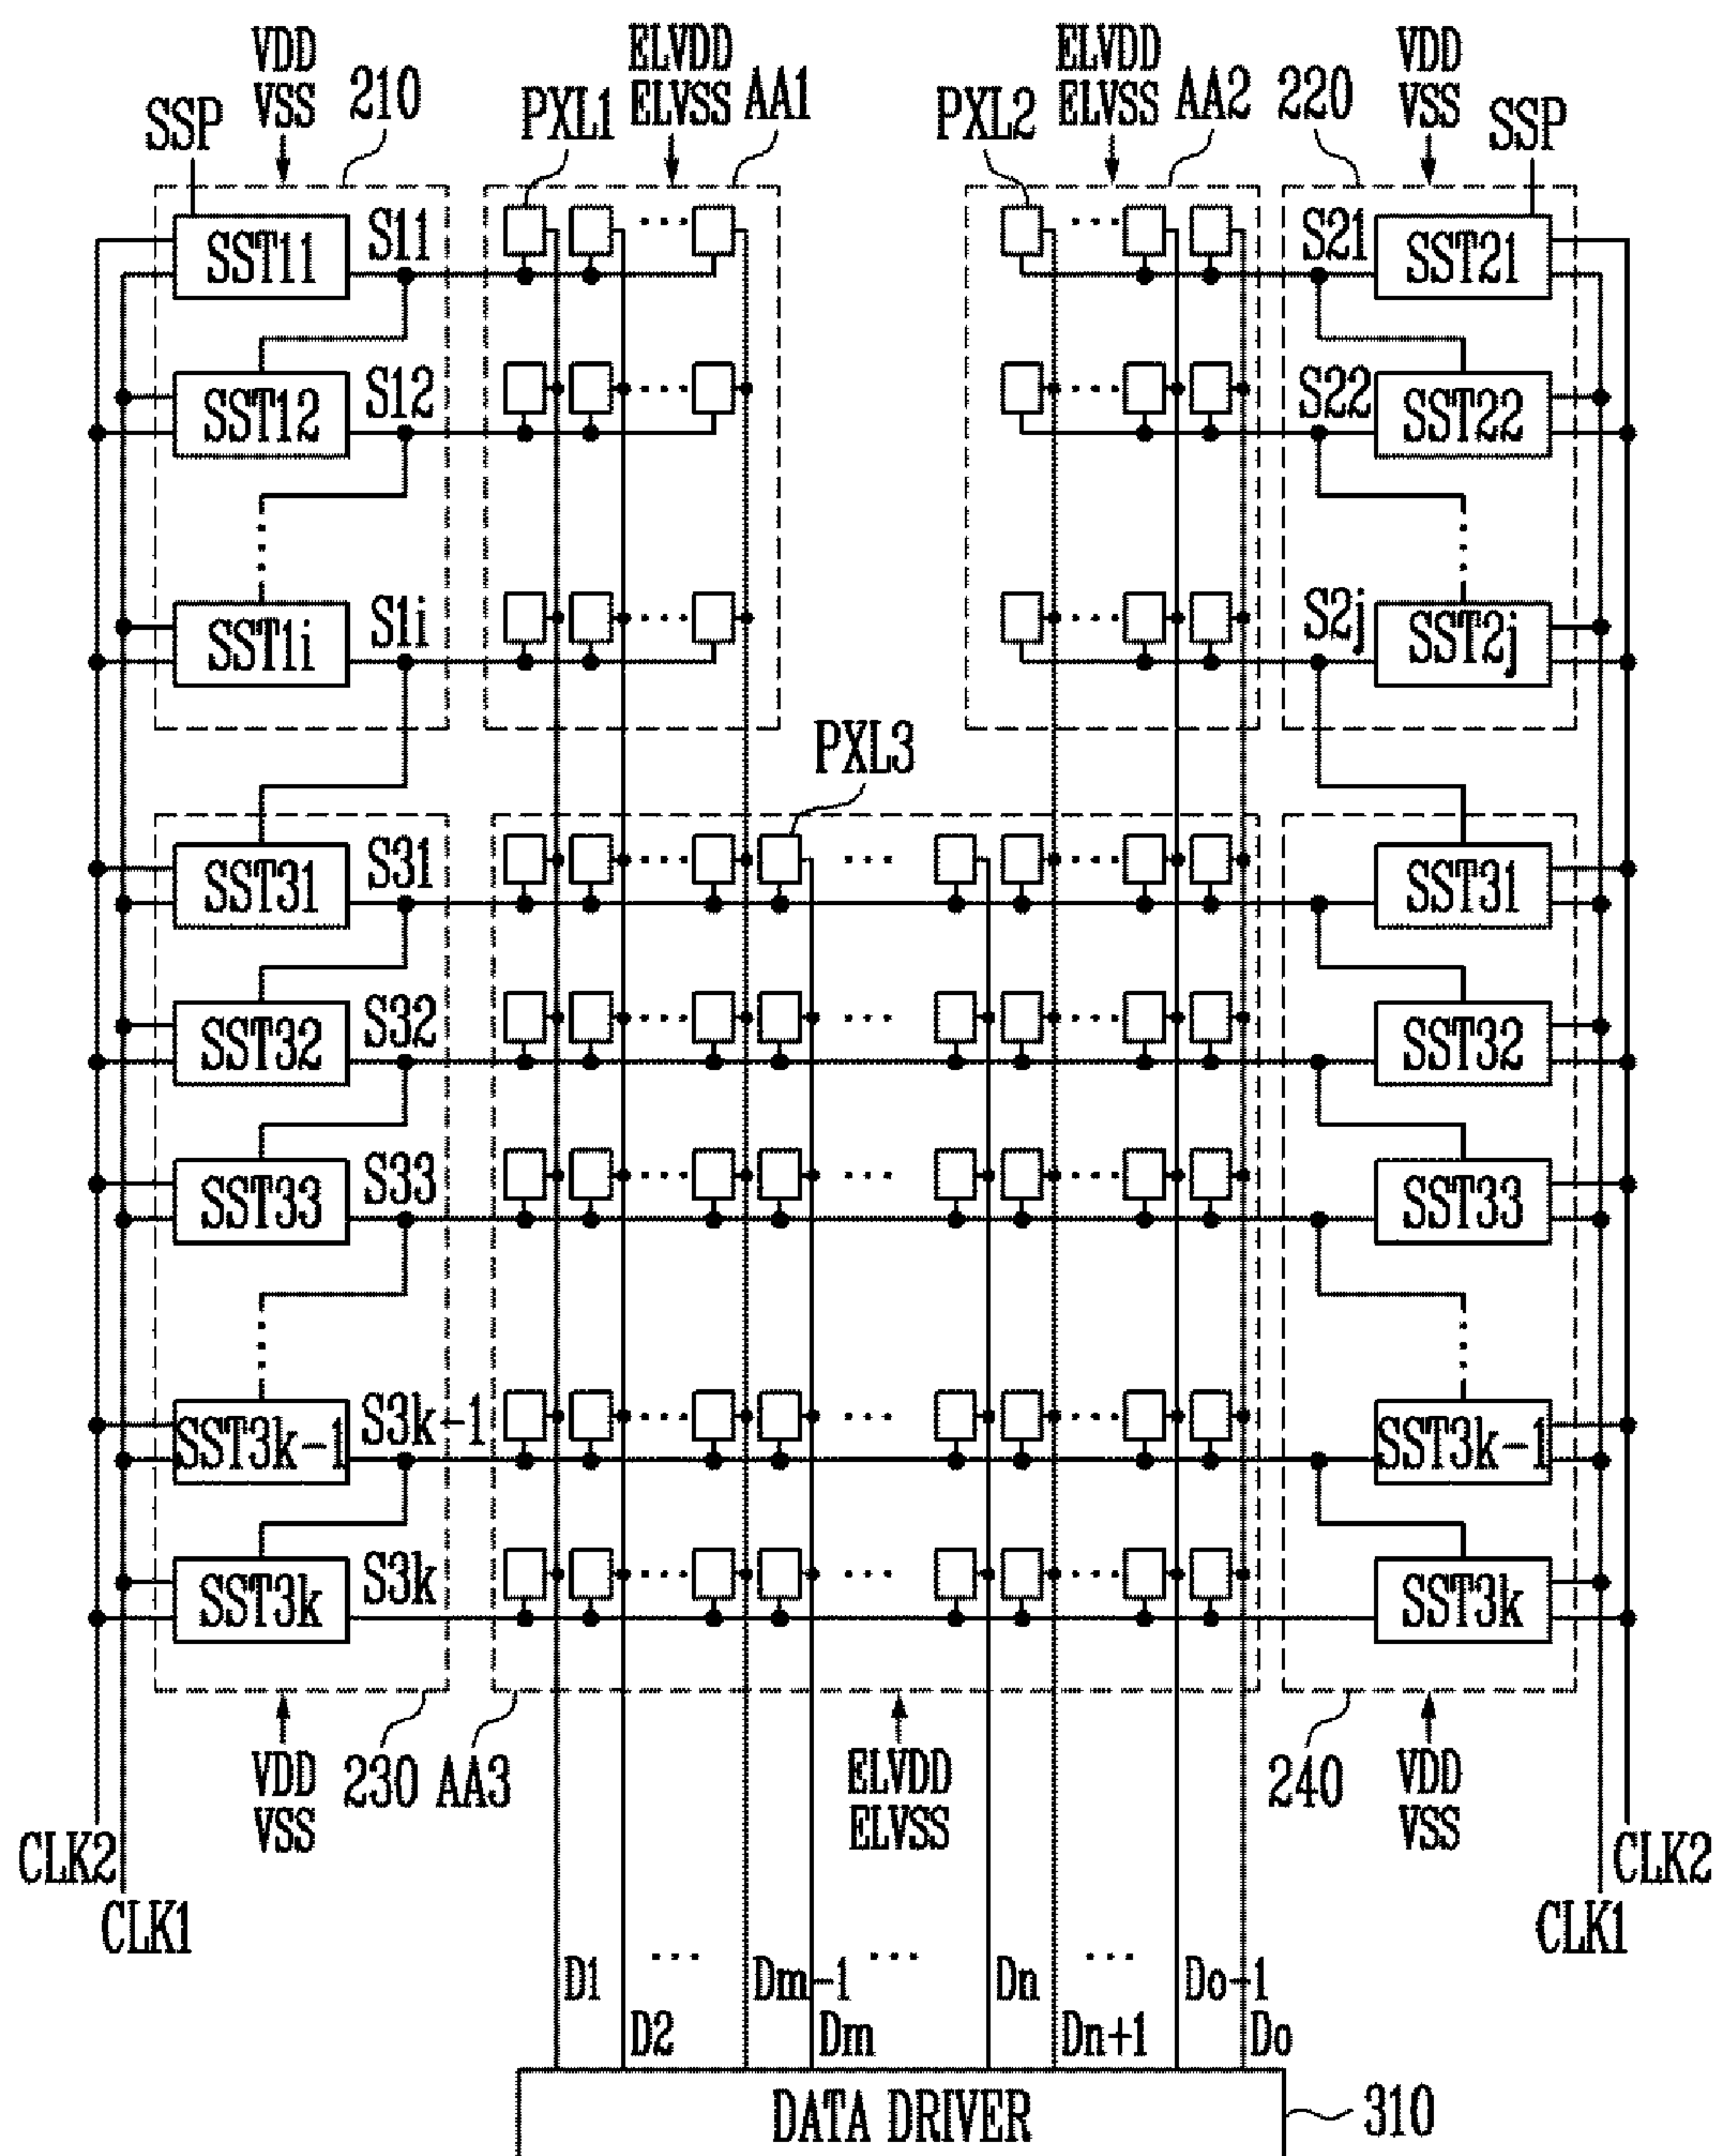 VDD
VSS
ELVDD
ELVSS
ELVDD
ELVSS
VDD
VSS
SSP
210
PXL1
AA1
PXL2
AA2
220
SSP
SST11
S11
S21
SST21
SST12
S12
S22
SST22
SST1i
S1i
S2j
SST2j
PXL3
SST31
S31
SST31
SST32
S32
SST32
SST33
S33
SST33
SST3k-1
S3k-1
SST3k-1
SST3k
S3k
SST3k
VDD
VSS
230
AA3
ELVDD
ELVSS
240
VDD
VSS
CLK2
CLK1
CLK2
CLK1
D1
D2
Dm-1
Dm
Dn
Dn+1
Do-1
Do
DATA DRIVER
310